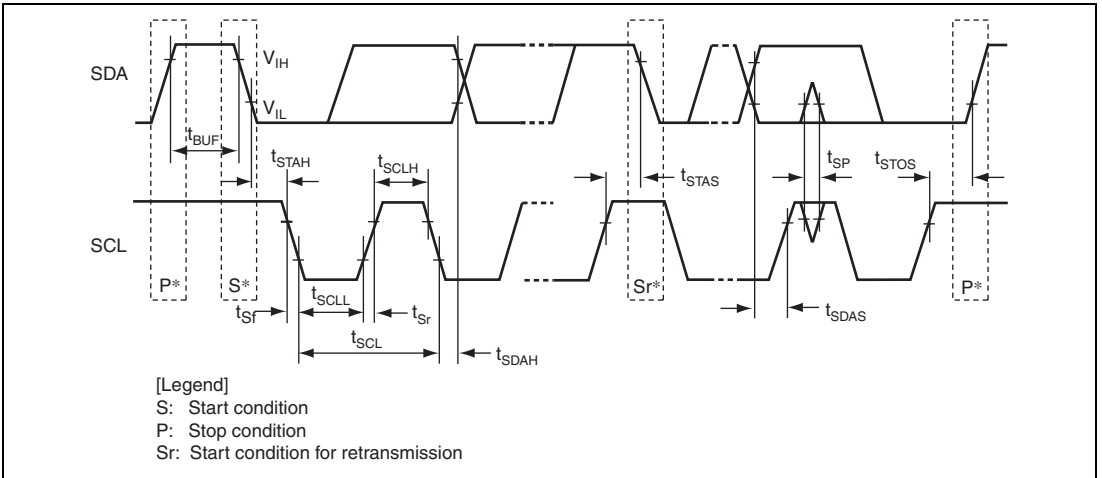 SDA
V_IH
V_IL
t_BUF
t_STAH
t_SCLH
t_STAS
t_SP
t_STOS
SCL
P*
S*
Sr*
P*
t_Sf
t_SCLL
t_Sr
t_SCL
t_SDAH
t_SDAS
[Legend]
S: Start condition
P: Stop condition
Sr: Start condition for retransmission